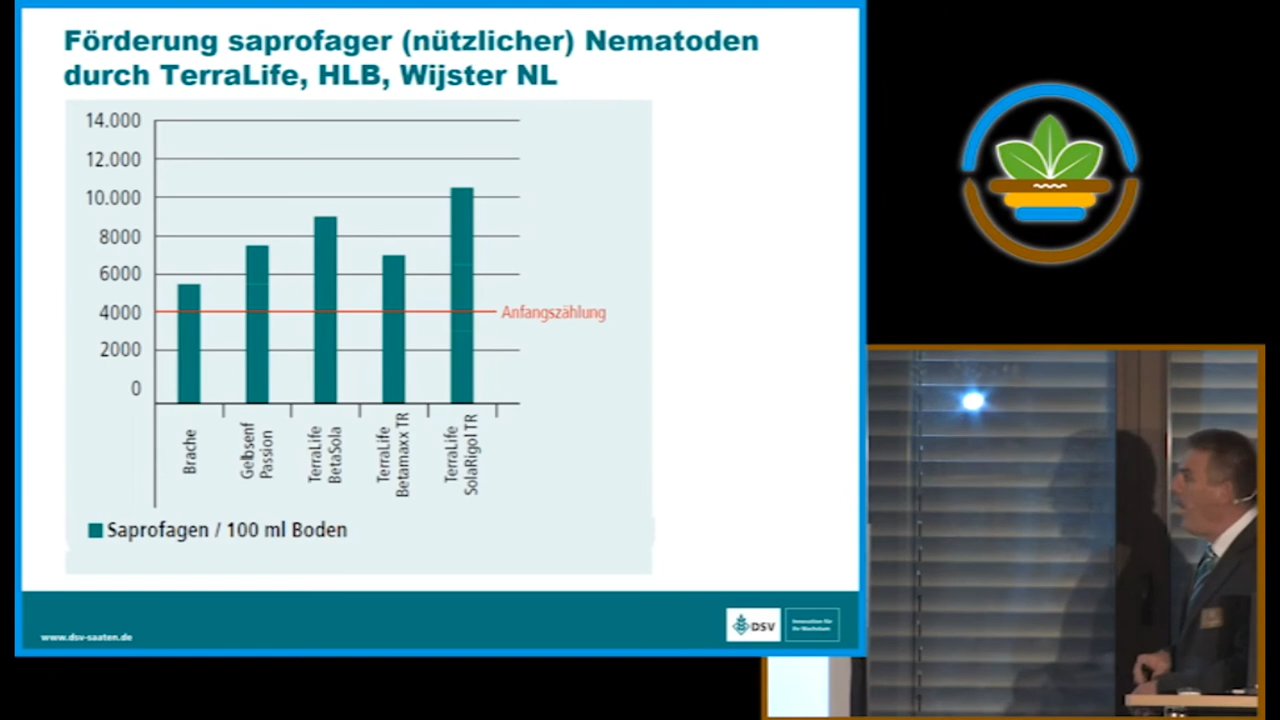 Förderung saprofager (nützlicher) Nematoden
durch TerraLife, HLB, Wijster NL
14.000
12.000
10.000
8000
6000
4000
2000
0
Anfangszählung
Brache
Gelbsenf
Passion
TerraLife
BetaSola
TerraLife
Betamaxx TR
TerraLife
SolaRigol TR
Saprofagen / 100 ml Boden
www.dsv-saaten.de
DSV
Innovation für
Ihr Wachstum